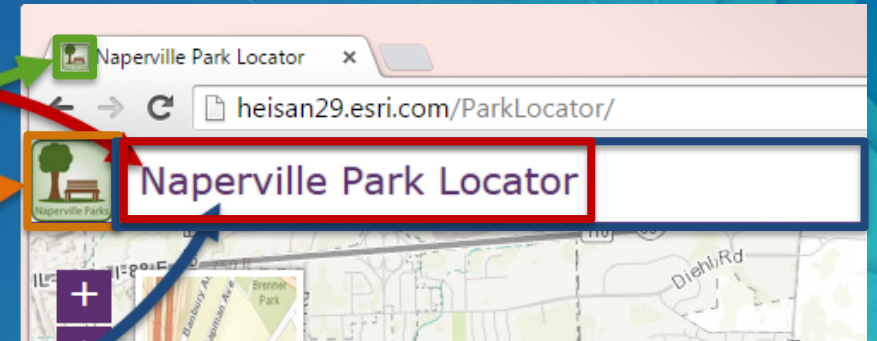 Naperville Park Locator ×
heisan29.esri.com/ParkLocator/
Naperville Parks
Naperville Park Locator
Diehl Rd
Brenner
Park
+